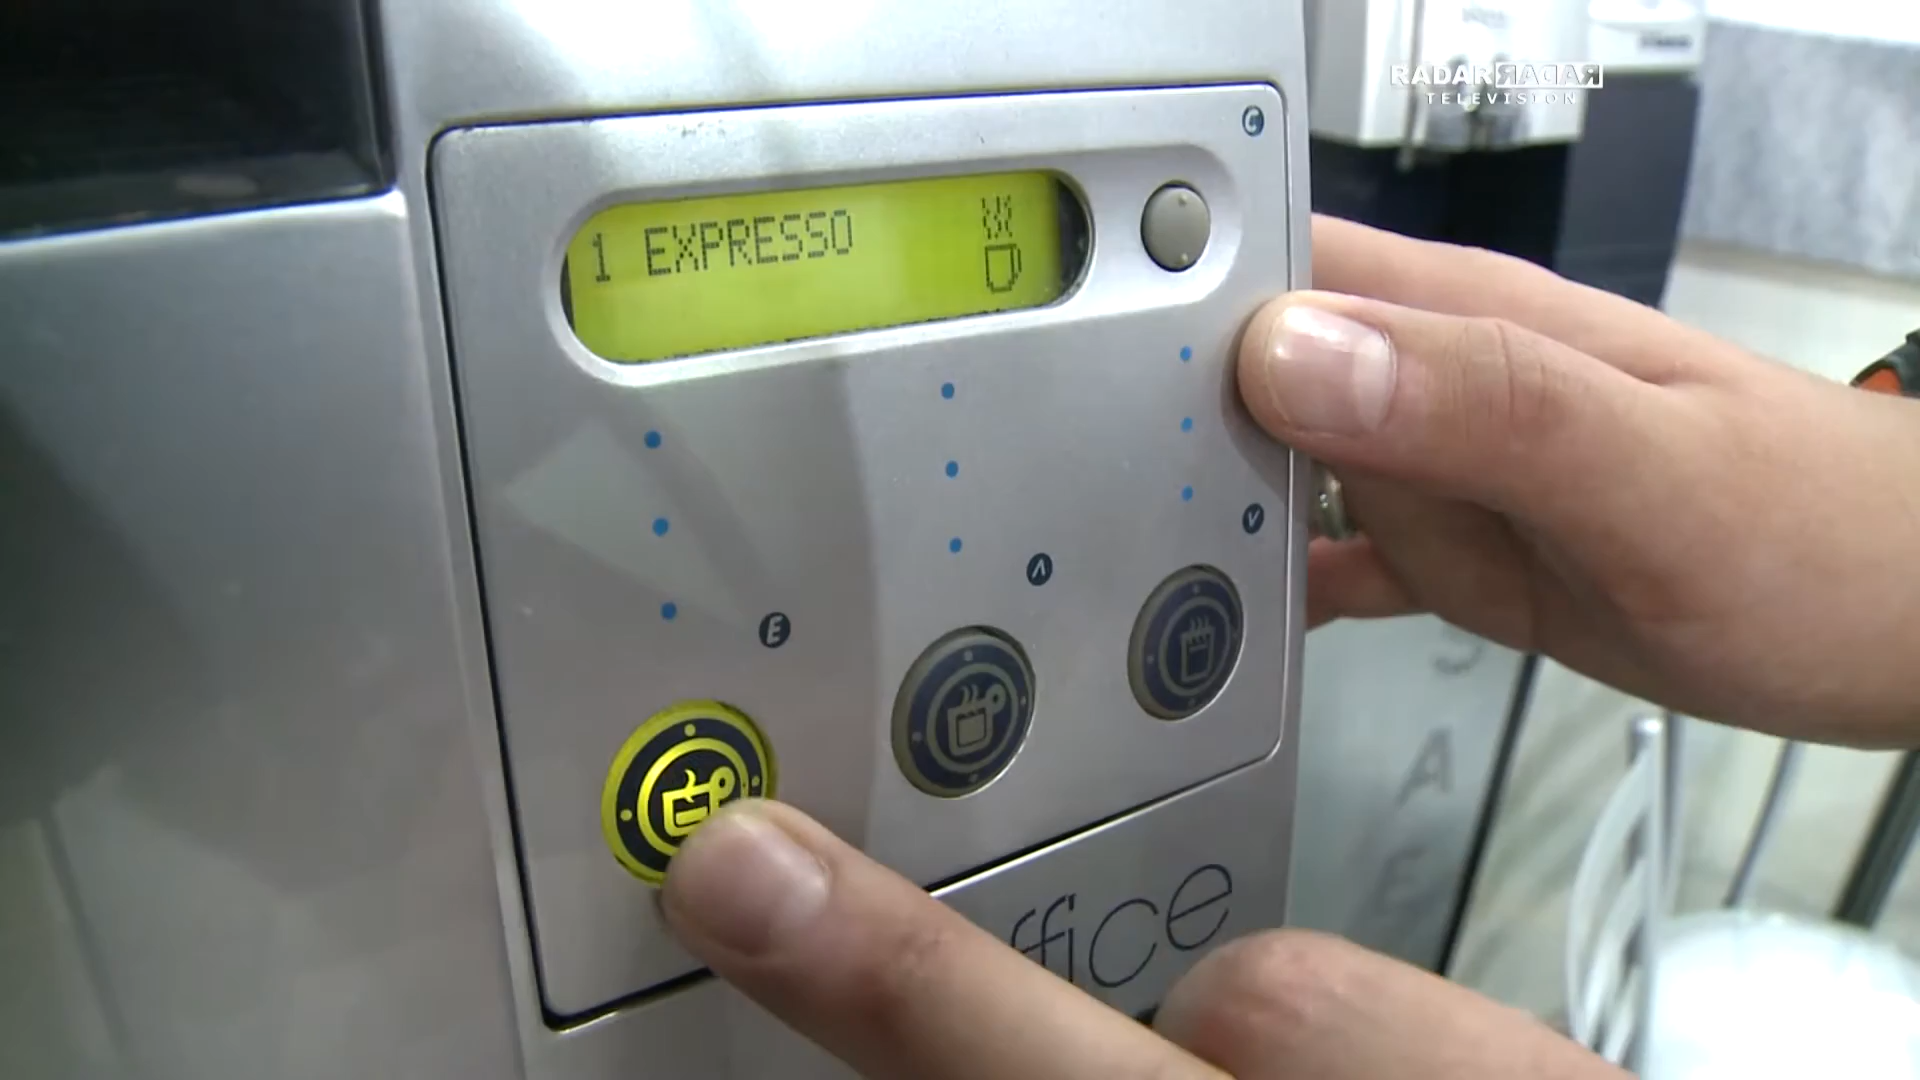 RADAR RADAR
TELEVISION
C
1 EXPRESSO
V
Λ
E
ffice